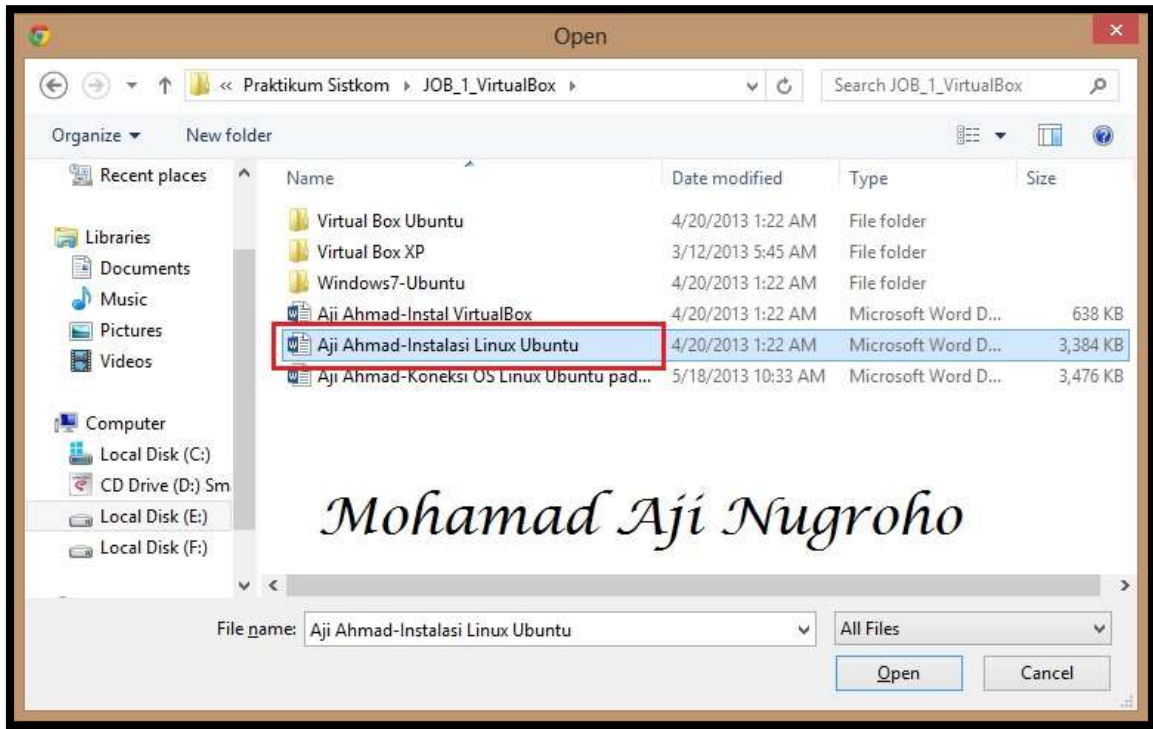 Open
« Praktikum Sistkom JOB_1_VirtualBox
Search JOB_1_VirtualBox
Organize New folder
Recent places
Libraries
Documents
Music
Pictures
Videos
Computer
Local Disk (C:)
CD Drive (D:) Sm
Local Disk (E:)
Local Disk (F:)
Name Date modified Type Size
Virtual Box Ubuntu 4/20/2013 1:22 AM File folder
Virtual Box XP 3/12/2013 5:45 AM File folder
Windows7-Ubuntu 4/20/2013 1:22 AM File folder
Aji Ahmad-Instal VirtualBox 4/20/2013 1:22 AM Microsoft Word D... 638 KB
Aji Ahmad-Instalasi Linux Ubuntu 4/20/2013 1:22 AM Microsoft Word D... 3,384 KB
Aji Ahmad-Koneksi OS Linux Ubuntu pad... 5/18/2013 10:33 AM Microsoft Word D... 3,476 KB
Mohamad Aji Nugroho
File name: Aji Ahmad-Instalasi Linux Ubuntu All Files
Open Cancel